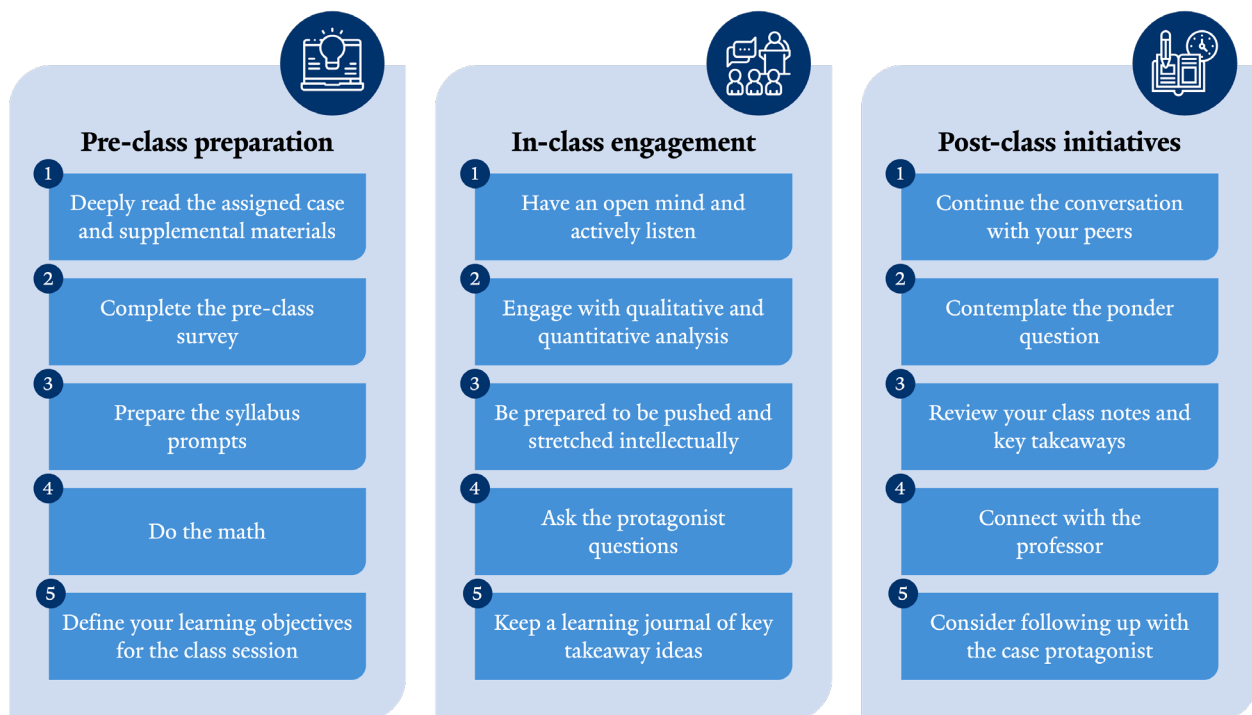 Pre-class preparation
1
Deeply read the assigned case
and supplemental materials
2
Complete the pre-class
survey
3
Prepare the syllabus
prompts
4
Do the math
5
Define your learning objectives
for the class session
In-class engagement
1
Have an open mind and
actively listen
2
Engage with qualitative and
quantitative analysis
3
Be prepared to be pushed and
stretched intellectually
4
Ask the protagonist
questions
5
Keep a learning journal of key
takeaway ideas
Post-class initiatives
1
Continue the conversation
with your peers
2
Contemplate the ponder
question
3
Review your class notes and
key takeaways
4
Connect with the
professor
5
Consider following up with
the case protagonist